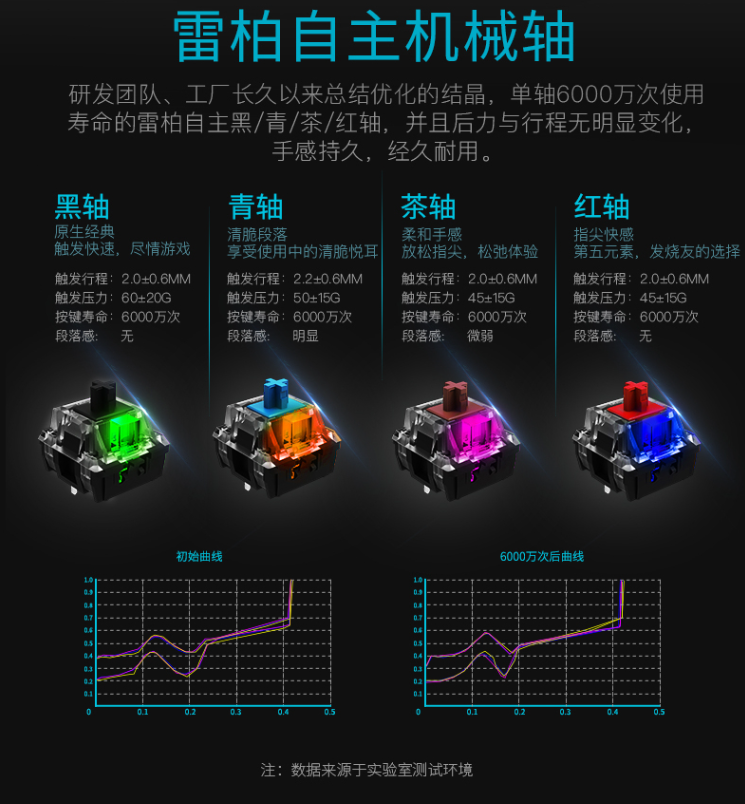 雷柏自主机械轴
研发团队、工厂长久以来总结优化的结晶，单轴6000万次使用
寿命的雷柏自主黑/青/茶/红轴，并且后力与行程无明显变化，
手感持久，经久耐用。
黑轴
原生经典
触发快速，尽情游戏
触发行程：2.0±0.6MM
触发压力：60±20G
按键寿命：6000万次
段落感： 无
青轴
清脆段落
享受使用中的清脆悦耳
触发行程：2.2±0.6MM
触发压力：50±15G
按键寿命：6000万次
段落感： 明显
茶轴
柔和手感
放松指尖，松弛体验
触发行程：2.0±0.6MM
触发压力：45±15G
按键寿命：6000万次
段落感： 微弱
红轴
指尖快感
第五元素，发烧友的选择
触发行程：2.0±0.6MM
触发压力：45±15G
按键寿命：6000万次
段落感： 无
初始曲线
1.0
0.9
0.8
0.7
0.6
0.5
0.4
0.3
0.2
0.1
0 0.1 0.2 0.3 0.4 0.5
6000万次后曲线
1.0
0.9
0.8
0.7
0.6
0.5
0.4
0.3
0.2
0.1
0 0.1 0.2 0.3 0.4 0.5
注：数据来源于实验室测试环境